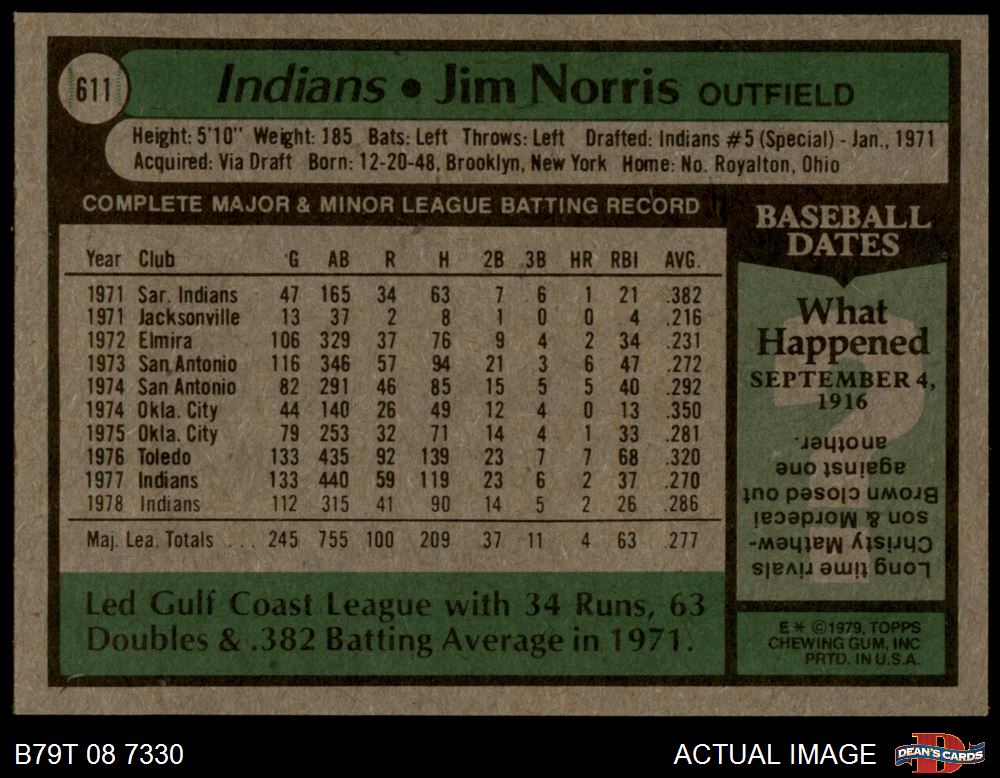 611
Indians • Jim Norris OUTFIELD
Height: 5'10" Weight: 185 Bats: Left Throws: Left Drafted: Indians #5 (Special) - Jan., 1971
Acquired: Via Draft Born: 12-20-48, Brooklyn, New York Home: No. Royalton, Ohio
COMPLETE MAJOR & MINOR LEAGUE BATTING RECORD
Year Club G AB R H 2B 3B HR RBI AVG.
1971 Sar. Indians 47 165 34 63 7 6 1 21 .382
1971 Jacksonville 13 37 2 8 1 0 0 4 .216
1972 Elmira 106 329 37 76 9 4 2 34 .231
1973 San Antonio 116 346 57 94 21 3 6 47 .272
1974 San Antonio 82 291 46 85 15 5 5 40 .292
1974 Okla. City 44 140 26 49 12 4 0 13 .350
1975 Okla. City 79 253 32 71 14 4 1 33 .281
1976 Toledo 133 435 92 139 23 7 7 68 .320
1977 Indians 133 440 59 119 23 6 2 37 .270
1978 Indians 112 315 41 90 14 5 2 26 .286
Maj. Lea. Totals . . . 245 755 100 209 37 11 4 63 .277
Led Gulf Coast League with 34 Runs, 63
Doubles & .382 Batting Average in 1971.
BASEBALL
DATES
What
Happened
SEPTEMBER 4,
1916
Long time rivals
Christy Mathew-
son & Mordecai
Brown closed out
against one
another.
E * ©1979, TOPPS
CHEWING GUM, INC
PRTD. IN U.S.A.
B79T 08 7330
ACTUAL IMAGE
DEAN'S CARDS